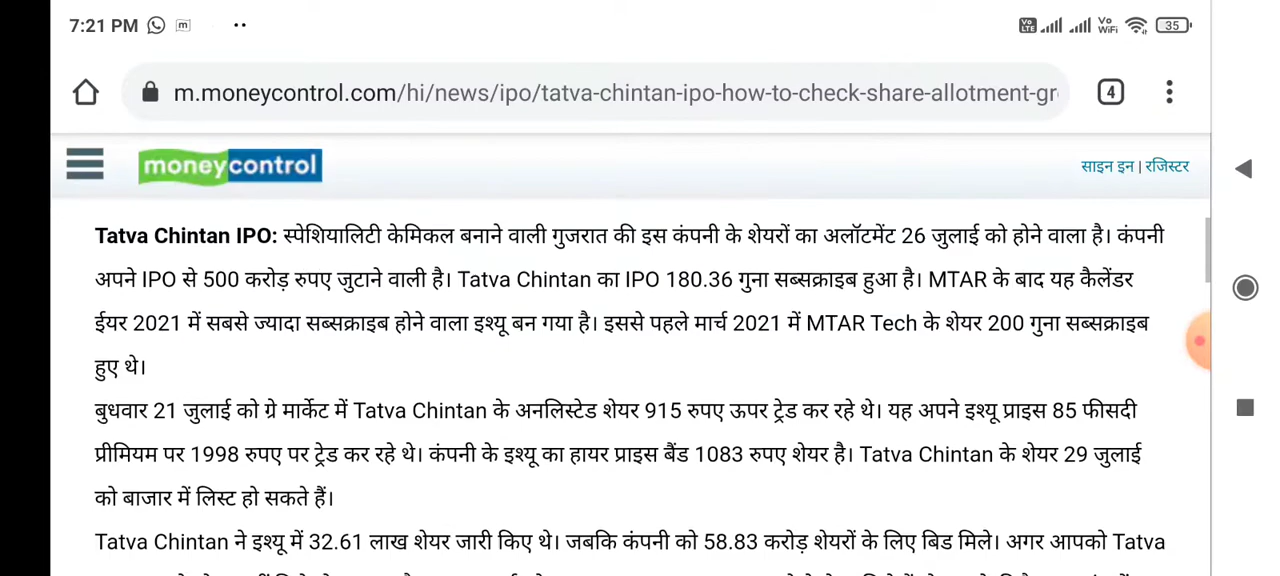 7:21 PM
35
m.moneycontrol.com/hi/news/ipo/tatva-chintan-ipo-how-to-check-share-allotment-gr
4
moneycontrol
साइन इन | रजिस्टर
Tatva Chintan IPO: स्पेशियालिटी केमिकल बनाने वाली गुजरात की इस कंपनी के शेयरों का अलॉटमेंट 26 जुलाई को होने वाला है। कंपनी
अपने IPO से 500 करोड़ रुपए जुटाने वाली है। Tatva Chintan का IPO 180.36 गुना सब्सक्राइब हुआ है। MTAR के बाद यह कैलेंडर
ईयर 2021 में सबसे ज्यादा सब्सक्राइब होने वाला इश्यू बन गया है। इससे पहले मार्च 2021 में MTAR Tech के शेयर 200 गुना सब्सक्राइब
हुए थे।
बुधवार 21 जुलाई को ग्रे मार्केट में Tatva Chintan के अनलिस्टेड शेयर 915 रुपए ऊपर ट्रेड कर रहे थे। यह अपने इश्यू प्राइस 85 फीसदी
प्रीमियम पर 1998 रुपए पर ट्रेड कर रहे थे। कंपनी के इश्यू का हायर प्राइस बैंड 1083 रुपए शेयर है। Tatva Chintan के शेयर 29 जुलाई
को बाजार में लिस्ट हो सकते हैं।
Tatva Chintan ने इश्यू में 32.61 लाख शेयर जारी किए थे। जबकि कंपनी को 58.83 करोड़ शेयरों के लिए बिड मिले। अगर आपको Tatva